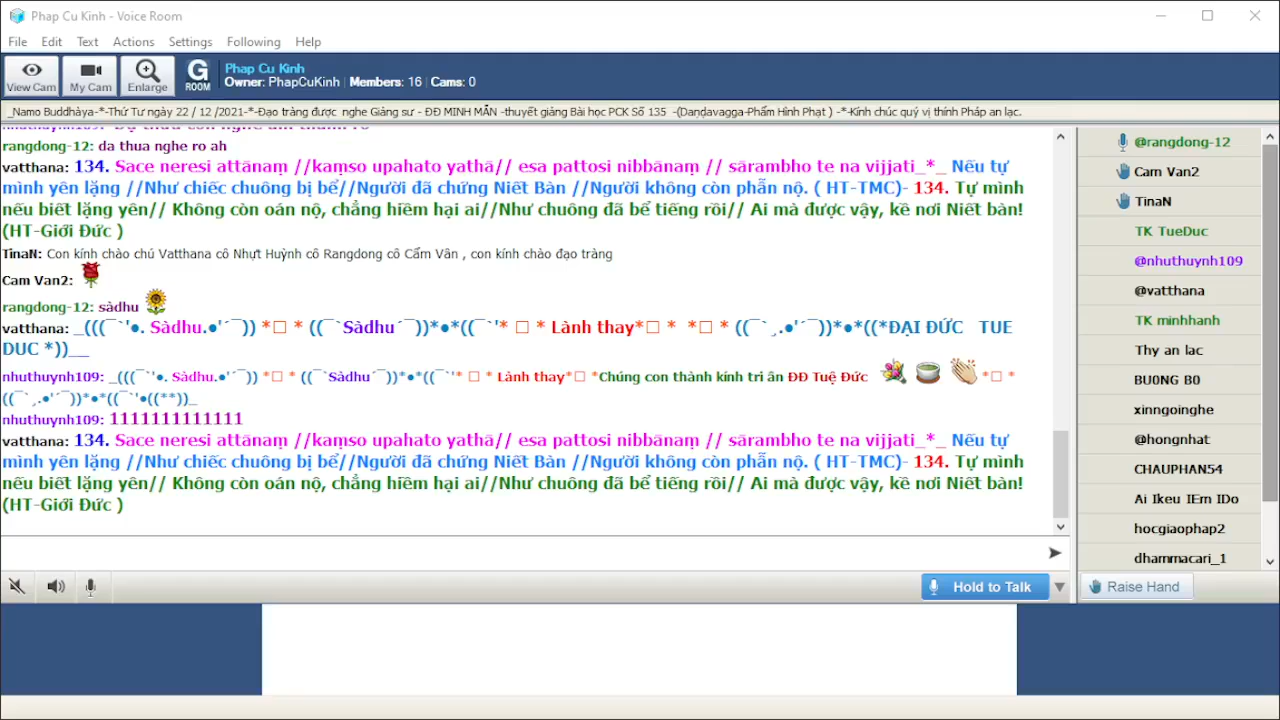 Phap Cu Kinh - Voice Room
File Edit Text Actions Settings Following Help
View Cam My Cam Enlarge G ROOM
Phap Cu Kinh
Owner: PhapCuKinh Members: 16 Cams: 0
_Namo Buddhàya-*-Thứ Tư ngày 22 / 12 /2021-*-Đạo tràng được nghe Giảng sư - ĐĐ MINH MẪN -thuyết giảng Bài học PCK Số 135 -(Daṇḍavagga-Phẩm Hình Phạt ) -*-Kính chúc quý vị thính Pháp an lạc.
rangdong-12: da thua nghe ro ah
vatthana: 134. Sace neresi attānaṃ //kaṃso upahato yathā// esa pattosi nibbānaṃ // sārambho te na vijjati_*_ Nếu tự
mình yên lặng //Như chiếc chuông bị bể//Người đã chứng Niết Bàn //Người không còn phẫn nộ. ( HT-TMC)- 134. Tự mình
nếu biết lặng yên// Không còn oán nộ, chẳng hiềm hại ai//Như chuông đã bể tiếng rồi// Ai mà được vậy, kề nơi Niết bàn!
(HT-Giới Đức )
TinaN: Con kính chào chú Vatthana cô Nhựt Huỳnh cô Rangdong cô Cẩm Vân , con kính chào đạo tràng
Cam Van2:
rangdong-12: sàdhu
vatthana: _(((¯`'•. Sàdhu.•'´¯)) *□ * ((¯`Sàdhu´¯))*•*((¯`'* □ * Lành thay*□ * *□ * ((¯`¸.•'´¯))*•*((*ĐẠI ĐỨC TUE
DUC *))__
nhuthuynh109: _(((¯`'•. Sàdhu.•'´¯)) *□ * ((¯`Sàdhu´¯))*•*((¯`'* □ * Lành thay*□ *Chúng con thành kính tri ân ĐĐ Tuệ Đức *□ *
((¯`¸.•'´¯))*•*((¯`'•((**))_
nhuthuynh109: 1111111111111
vatthana: 134. Sace neresi attānaṃ //kaṃso upahato yathā// esa pattosi nibbānaṃ // sārambho te na vijjati_*_ Nếu tự
mình yên lặng //Như chiếc chuông bị bể//Người đã chứng Niết Bàn //Người không còn phẫn nộ. ( HT-TMC)- 134. Tự mình
nếu biết lặng yên// Không còn oán nộ, chẳng hiềm hại ai//Như chuông đã bể tiếng rồi// Ai mà được vậy, kề nơi Niết bàn!
(HT-Giới Đức )
Hold to Talk
@rangdong-12
Cam Van2
TinaN
TK TueDuc
@nhuthuynh109
@vatthana
TK minhhanh
Thy an lac
BU0NG B0
xinngoinghe
@hongnhat
CHAUPHAN54
Ai Ikeu IEm IDo
hocgiaophap2
dhammacari_1
Raise Hand